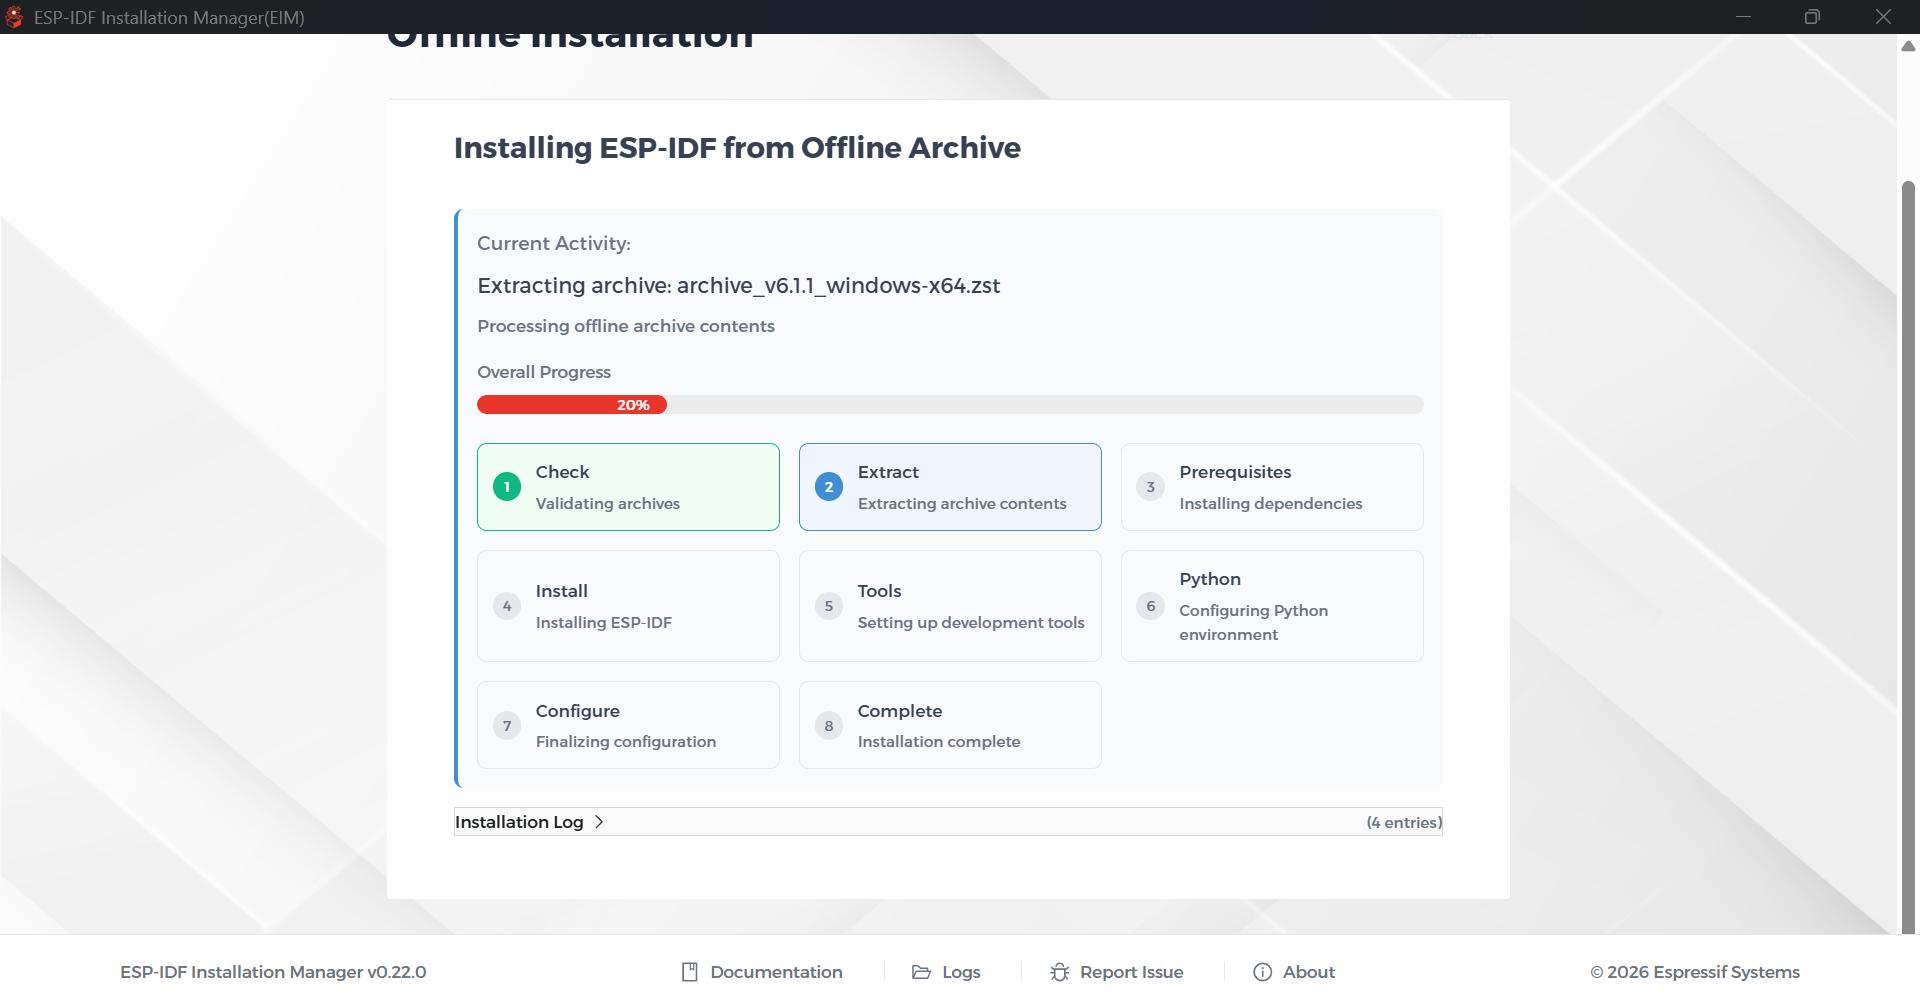 ESP-IDF Installation Manager(EIM)
Offline Installation
Installing ESP-IDF from Offline Archive
Current Activity:
Extracting archive: archive_v6.1.1_windows-x64.zst
Processing offline archive contents
Overall Progress
20%
1
Check
Validating archives
2
Extract
Extracting archive contents
3
Prerequisites
Installing dependencies
4
Install
Installing ESP-IDF
5
Tools
Setting up development tools
6
Python
Configuring Python
environment
7
Configure
Finalizing configuration
8
Complete
Installation complete
Installation Log
(4 entries)
ESP-IDF Installation Manager v0.22.0
Documentation
Logs
Report Issue
About
© 2026 Espressif Systems